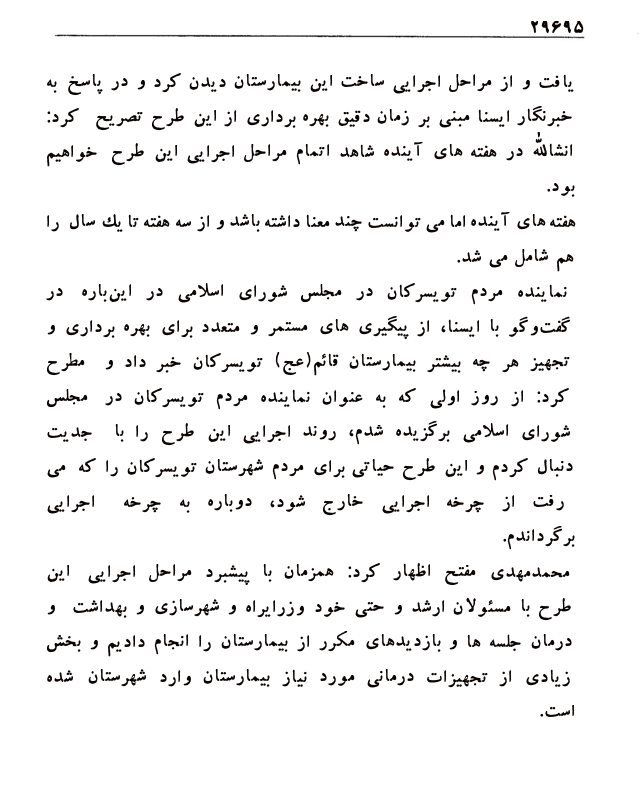 ۲۹۶۹۵
یافت و از مراحل اجرایی ساخت این بیمارستان دیدن کرد و در پاسخ به
خبرنگار ایسنا مبنی بر زمان دقیق بهره برداری از این طرح تصریح کرد:
انشالله در هفته های آینده شاهد اتمام مراحل اجرایی این طرح خواهیم
بود.
هفته های آینده اما می توانست چند معنا داشته باشد و از سه هفته تا یك سال را
هم شامل می شد.
نماینده مردم تویسرکان در مجلس شورای اسلامی در این‌باره در
گفت‌وگو با ایسنا، از پیگیری های مستمر و متعدد برای بهره برداری و
تجهیز هر چه بیشتر بیمارستان قائم(عج) تویسرکان خبر داد و مطرح
کرد: از روز اولی که به عنوان نماینده مردم تویسرکان در مجلس
شورای اسلامی برگزیده شدم، روند اجرایی این طرح را با جدیت
دنبال کردم و این طرح حیاتی برای مردم شهرستان تویسرکان را که می
رفت از چرخه اجرایی خارج شود، دوباره به چرخه اجرایی
برگرداندم.
محمدمهدی مفتح اظهار کرد: همزمان با پیشبرد مراحل اجرایی این
طرح با مسئولان ارشد و حتی خود وزرایراه و شهرسازی و بهداشت و
درمان جلسه ها و بازدیدهای مکرر از بیمارستان را انجام دادیم و بخش
زیادی از تجهیزات درمانی مورد نیاز بیمارستان وارد شهرستان شده
است.